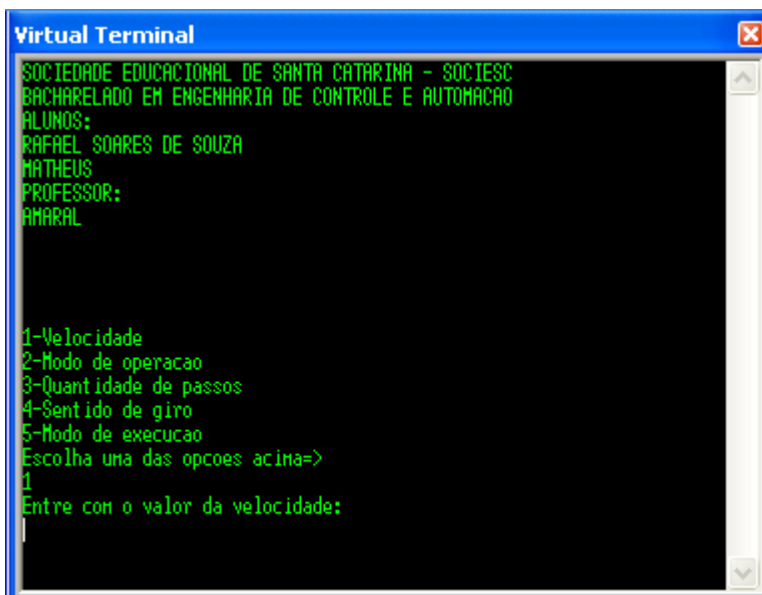 Virtual Terminal
SOCIEDADE EDUCACIONAL DE SANTA CATARINA - SOCIESC
BACHARELADO EM ENGENHARIA DE CONTROLE E AUTOMACAO
ALUNOS:
RAFAEL SOARES DE SOUZA
MATHEUS
PROFESSOR:
AMARAL
1-Velocidade
2-Modo de operacao
3-Quantidade de passos
4-Sentido de giro
5-Modo de execucao
Escolha uma das opcoes acima=>
1
Entre com o valor da velocidade: